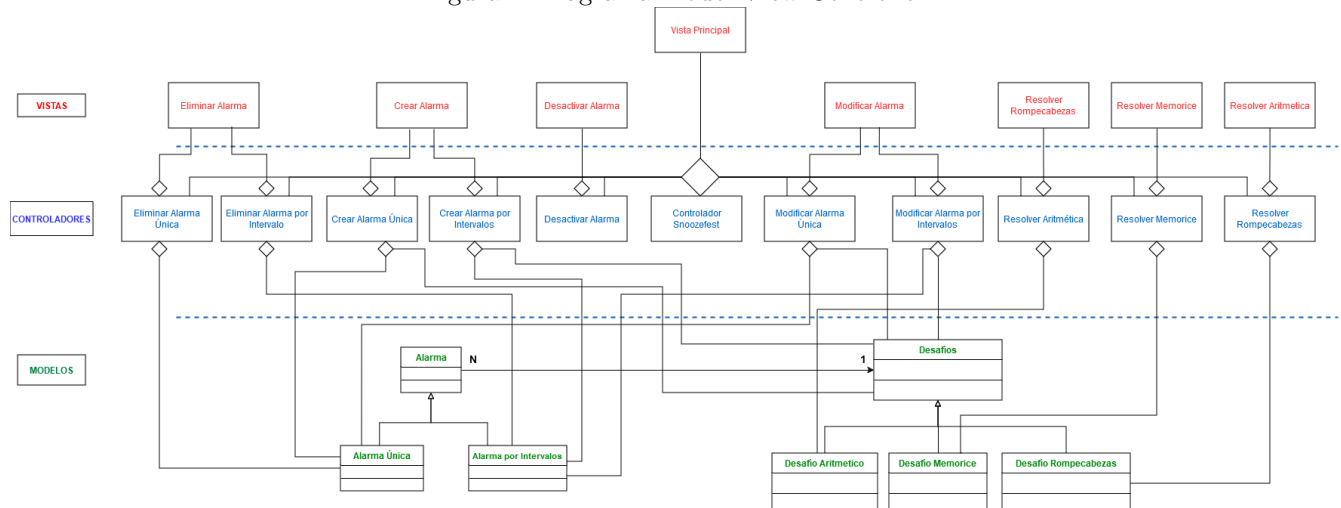 Vista Principal
VISTAS
Eliminar Alarma
Crear Alarma
Desactivar Alarma
Modificar Alarma
Resolver
Rompecabezas
Resolver Memorice
Resolver Aritmetica
CONTROLADORES
Eliminar Alarma
Única
Eliminar Alarma por
Intervalo
Crear Alarma Única
Crear Alarma por
Intervalos
Desactivar Alarma
Controlador
Snoozefest
Modificar Alarma
Única
Modificar Alarma por
Intervalos
Resolver Aritmética
Resolver Memorice
Resolver
Rompecabezas
MODELOS
Alarma
N
1
Desafios
Alarma Única
Alarma por Intervalos
Desafio Aritmetico
Desafio Memorice
Desafio Rompecabezas